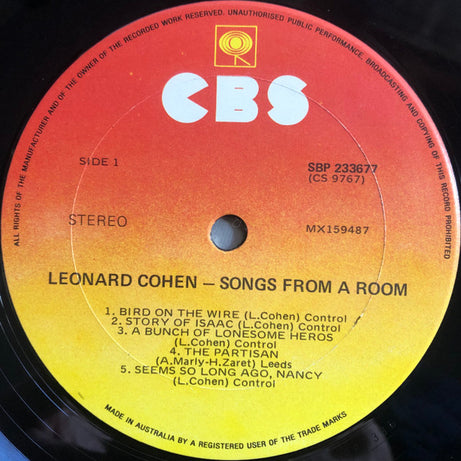 ALL RIGHTS OF THE MANUFACTURER AND OF THE OWNER OF THE RECORDED WORK RESERVED. UNAUTHORISED PUBLIC PERFORMANCE, BROADCASTING AND COPYING OF THIS RECORD PROHIBITED
CBS
SIDE 1
SBP 233677
(CS 9767)
STEREO
MX159487
LEONARD COHEN – SONGS FROM A ROOM
1. BIRD ON THE WIRE (L.Cohen) Control
2. STORY OF ISAAC (L.Cohen) Control
3. A BUNCH OF LONESOME HEROS
(L.Cohen) Control
4. THE PARTISAN
(A.Marly-H.Zaret) Leeds
5. SEEMS SO LONG AGO, NANCY
(L.Cohen) Control
MADE IN AUSTRALIA BY A REGISTERED USER OF THE TRADE MARKS